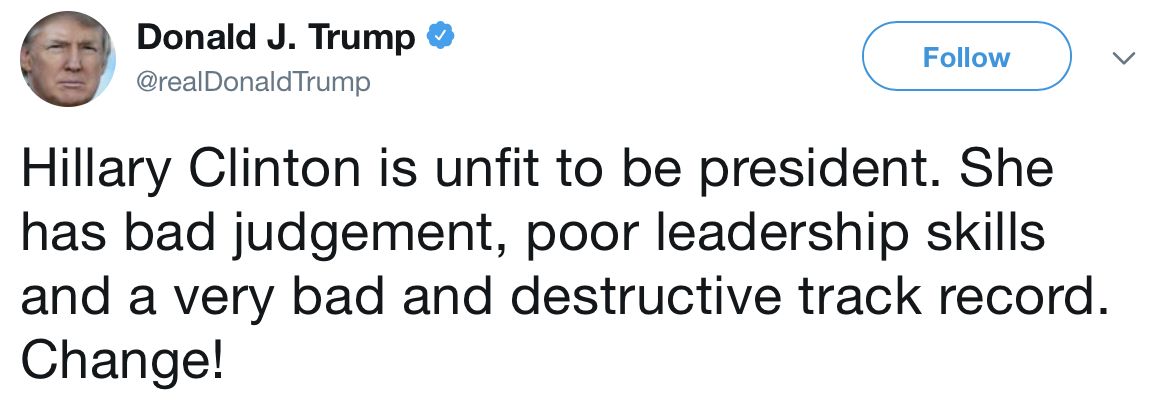 Donald J. Trump
@realDonaldTrump
Follow
Hillary Clinton is unfit to be president. She
has bad judgement, poor leadership skills
and a very bad and destructive track record.
Change!